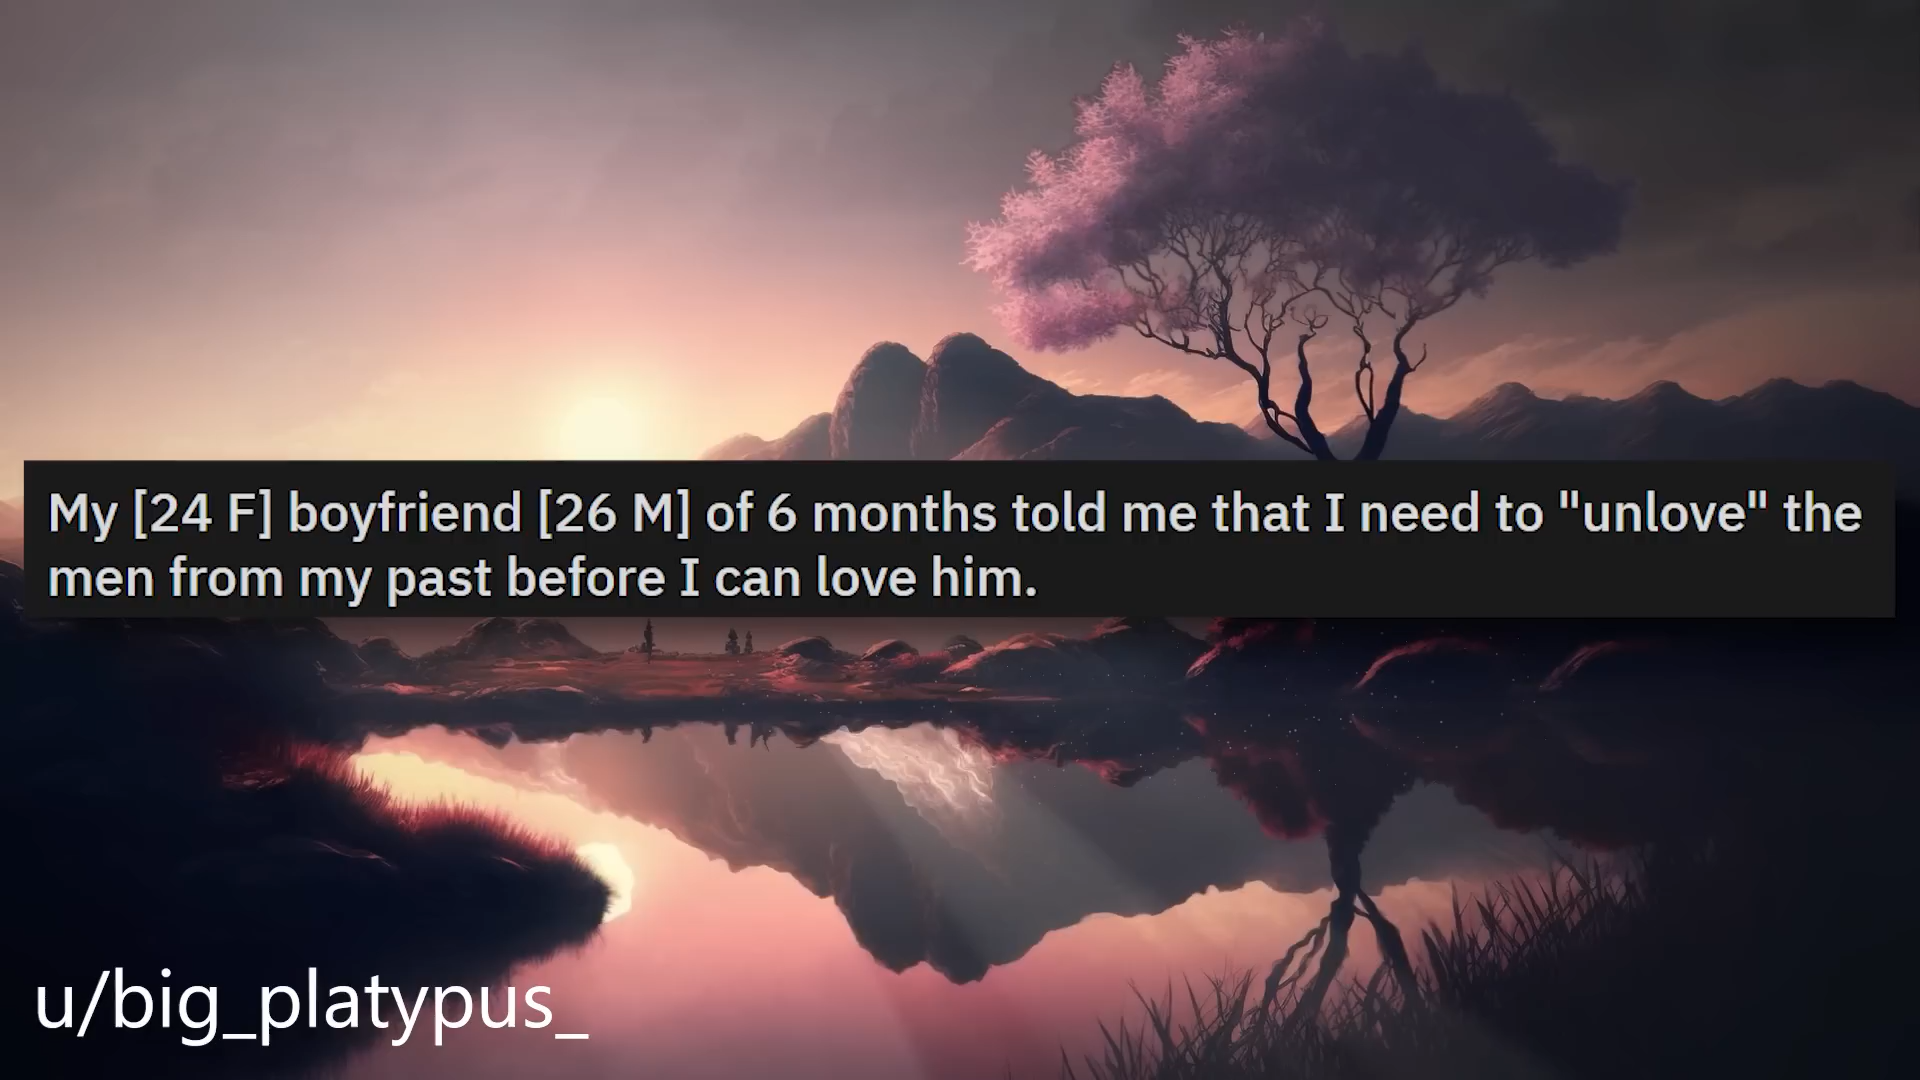 My [24 F] boyfriend [26 M] of 6 months told me that I need to "unlove" the
men from my past before I can love him.
u/big_platypus_